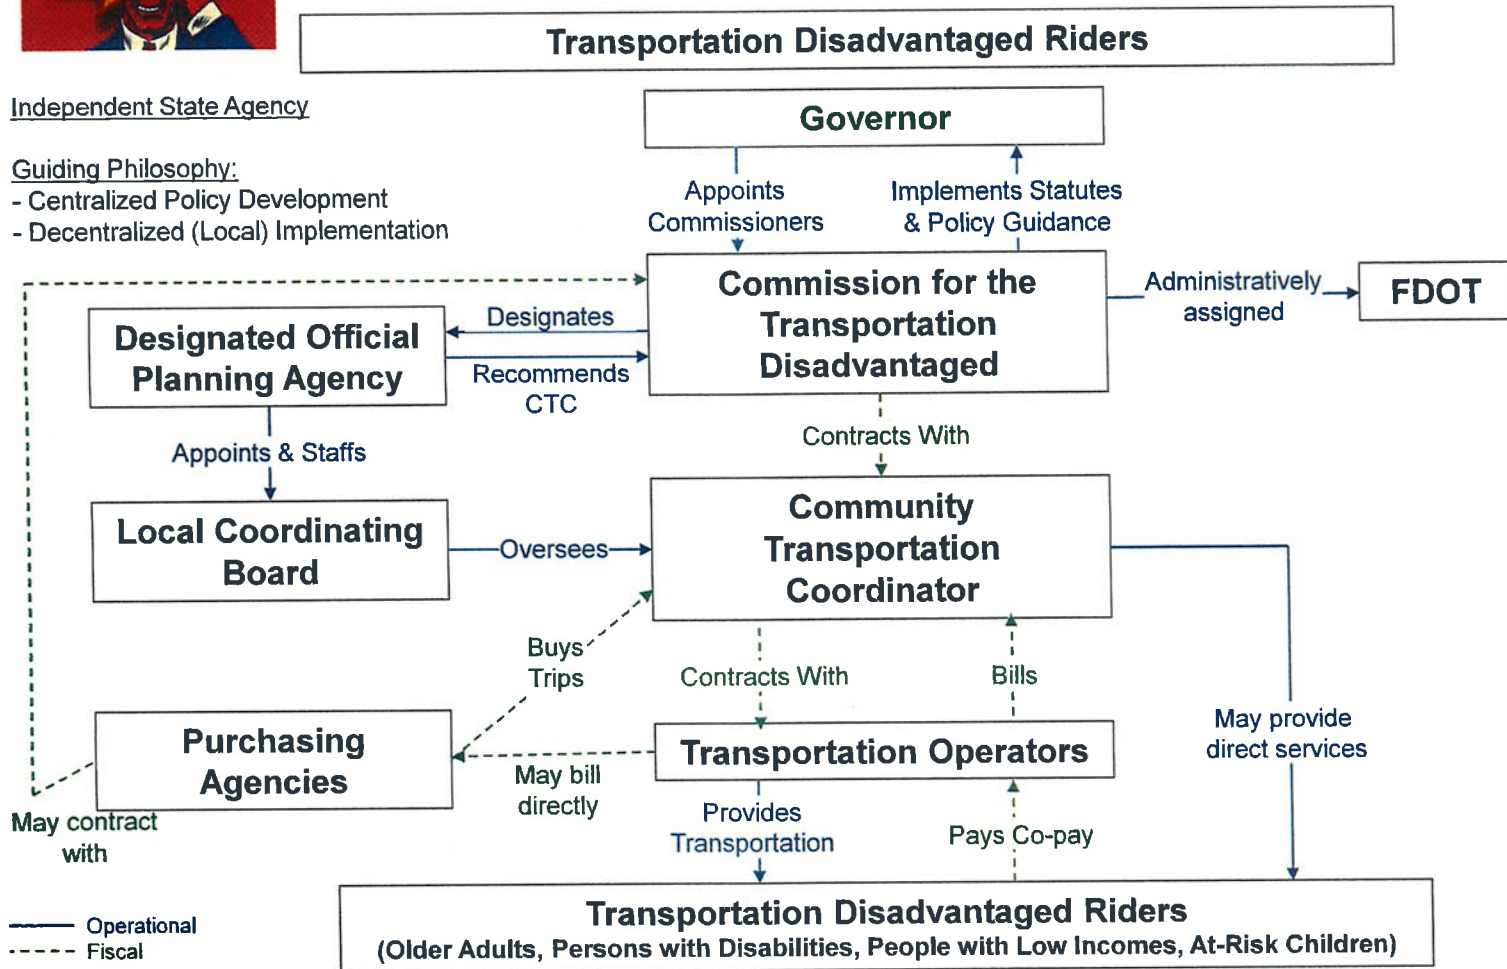 Transportation Disadvantaged Riders
Independent State Agency
Guiding Philosophy:
- Centralized Policy Development
- Decentralized (Local) Implementation
Governor
Appoints
Commissioners
Implements Statutes
& Policy Guidance
Commission for the
Transportation
Disadvantaged
Administratively
assigned
FDOT
Designated Official
Planning Agency
Designates
Recommends
CTC
Contracts With
Appoints & Staffs
Local Coordinating
Board
Oversees
Community
Transportation
Coordinator
Buys
Trips
Contracts With
Bills
May provide
direct services
Purchasing
Agencies
May bill
directly
Transportation Operators
May contract
with
Provides
Transportation
Pays Co-pay
Transportation Disadvantaged Riders
(Older Adults, Persons with Disabilities, People with Low Incomes, At-Risk Children)
Operational
Fiscal